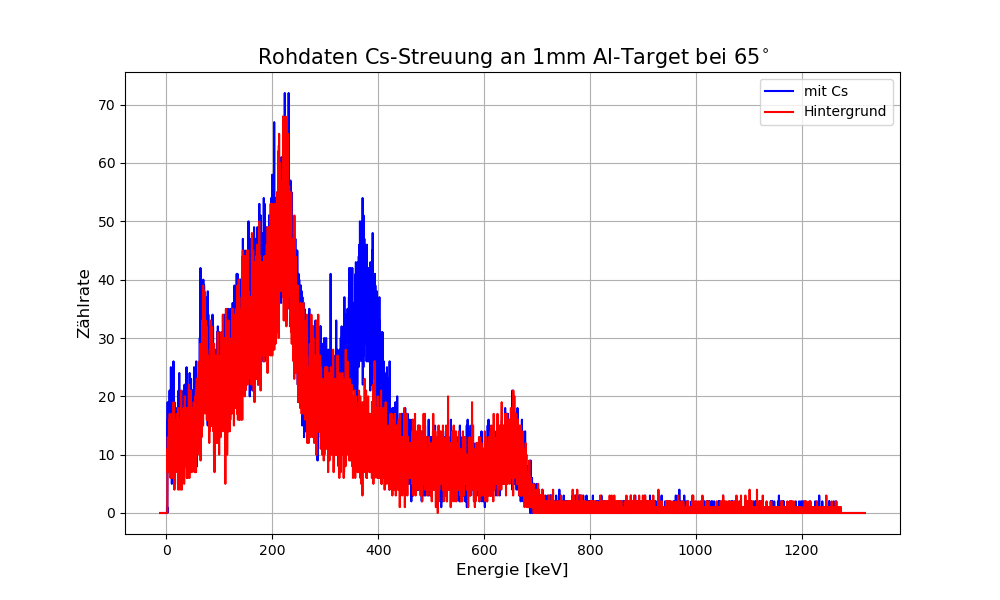 Rohdaten Cs-Streuung an 1mm Al-Target bei 65°
mit Cs
Hintergrund
Zählrate
70
60
50
40
30
20
10
0
0 200 400 600 800 1000 1200
Energie [keV]